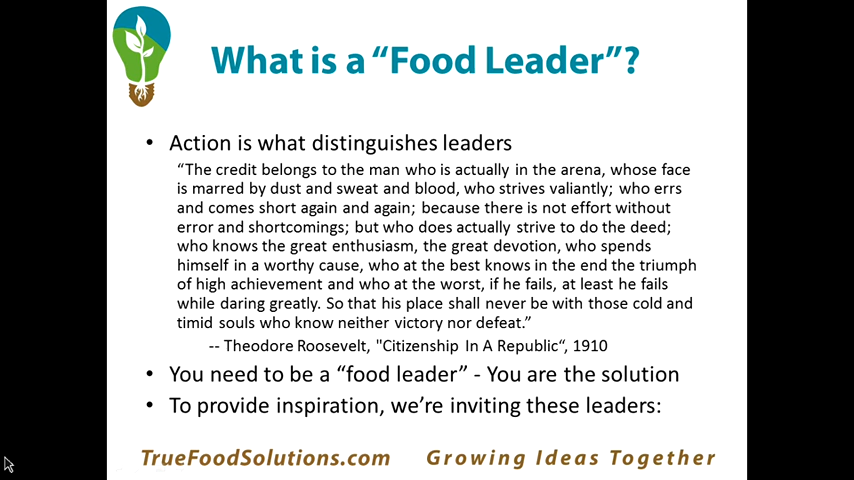 What is a “Food Leader”?
• Action is what distinguishes leaders
“The credit belongs to the man who is actually in the arena, whose face
is marred by dust and sweat and blood, who strives valiantly; who errs
and comes short again and again; because there is not effort without
error and shortcomings; but who does actually strive to do the deed;
who knows the great enthusiasm, the great devotion, who spends
himself in a worthy cause, who at the best knows in the end the triumph
of high achievement and who at the worst, if he fails, at least he fails
while daring greatly. So that his place shall never be with those cold and
timid souls who know neither victory nor defeat.”
-- Theodore Roosevelt, "Citizenship In A Republic“, 1910
• You need to be a “food leader” - You are the solution
• To provide inspiration, we’re inviting these leaders:
TrueFoodSolutions.com Growing Ideas Together